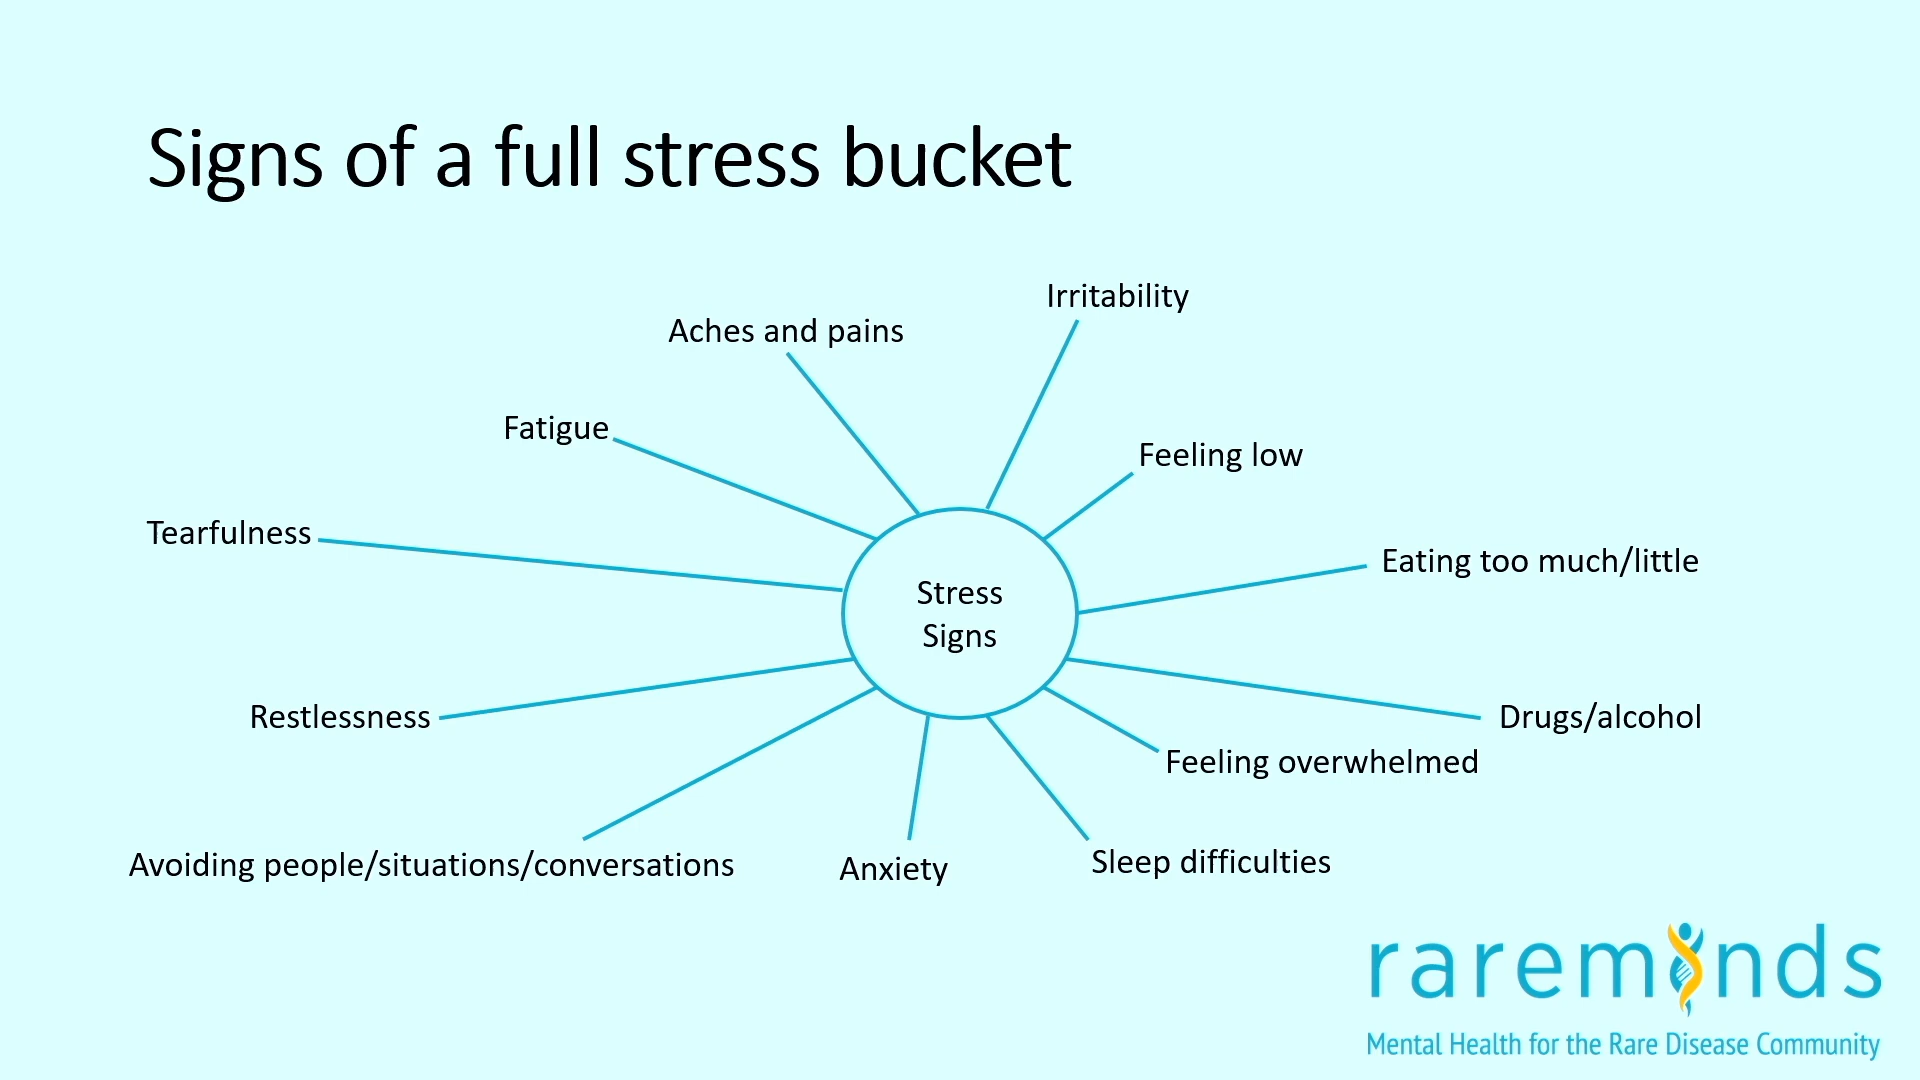 Signs of a full stress bucket
Irritability
Aches and pains
Fatigue
Feeling low
Tearfulness
Eating too much/little
Stress
Signs
Restlessness
Drugs/alcohol
Feeling overwhelmed
Avoiding people/situations/conversations
Anxiety
Sleep difficulties
rareminds
Mental Health for the Rare Disease Community